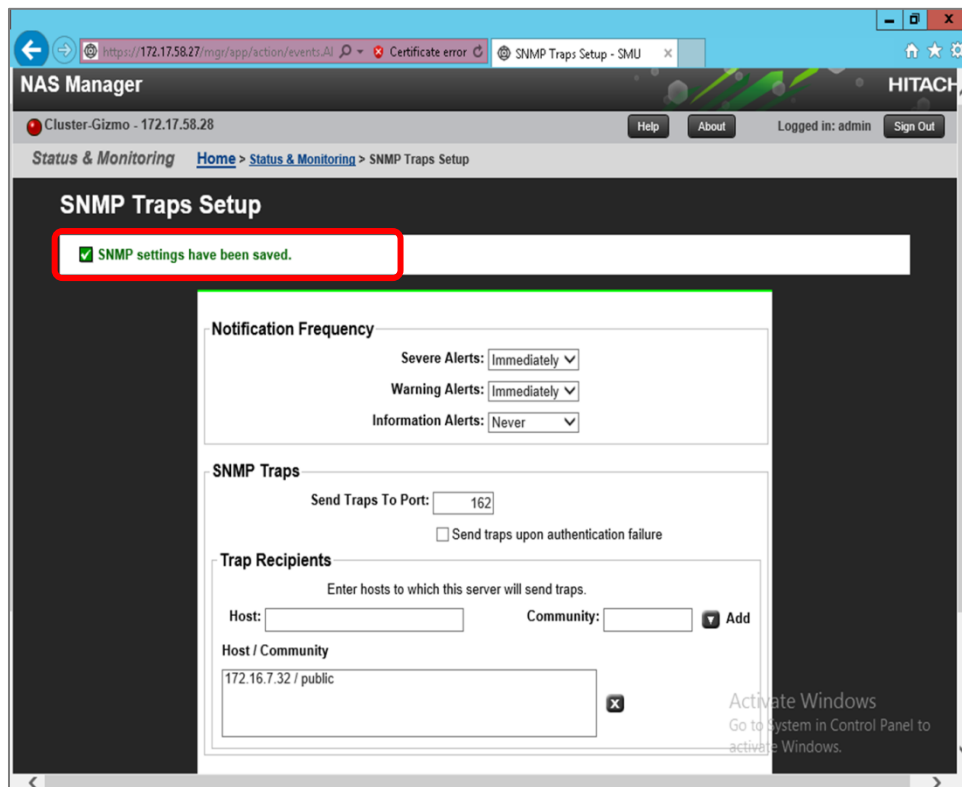 https://172.17.58.27/mgr/app/action/events.Al
Certificate error
SNMP Traps Setup - SMU
NAS Manager
HITACH
Cluster-Gizmo - 172.17.58.28
Help
About
Logged in: admin
Sign Out
Status & Monitoring
Home > Status & Monitoring > SNMP Traps Setup
SNMP Traps Setup
SNMP settings have been saved.
Notification Frequency
Severe Alerts: Immediately
Warning Alerts: Immediately
Information Alerts: Never
SNMP Traps
Send Traps To Port: 162
Send traps upon authentication failure
Trap Recipients
Enter hosts to which this server will send traps.
Host:
Community:
Add
Host / Community
172.16.7.32 / public
Activate Windows
Go to System in Control Panel to
activate Windows.